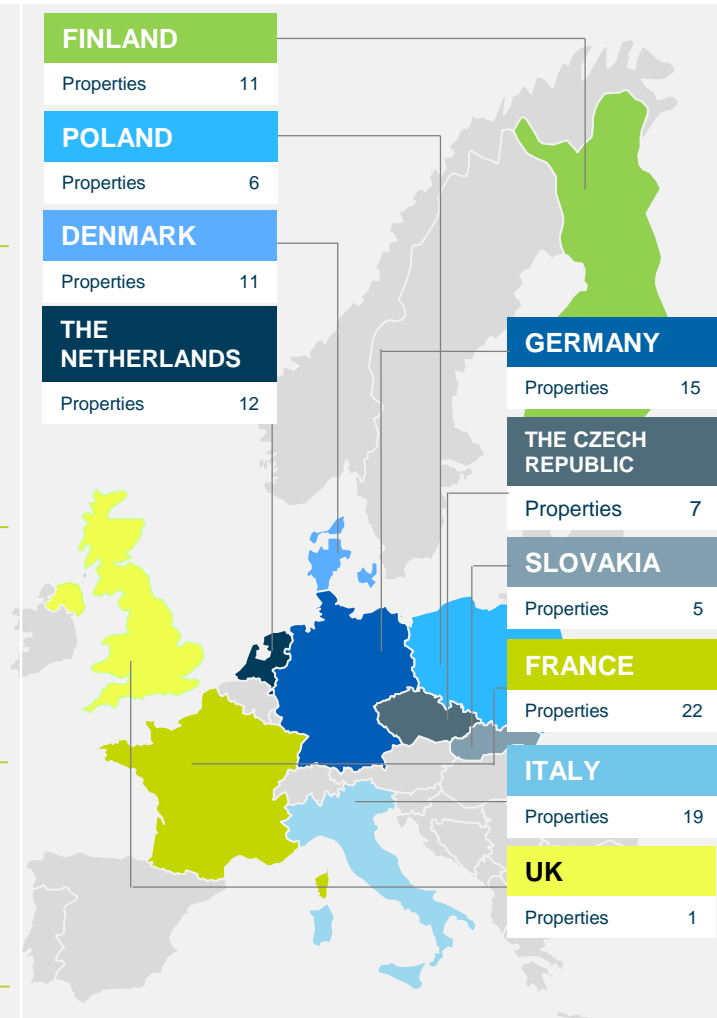 FINLAND
Properties 11
POLAND
Properties 6
DENMARK
Properties 11
THE
NETHERLANDS
Properties 12
GERMANY
Properties 15
THE CZECH
REPUBLIC
Properties 7
SLOVAKIA
Properties 5
FRANCE
Properties 22
ITALY
Properties 19
UK
Properties 1